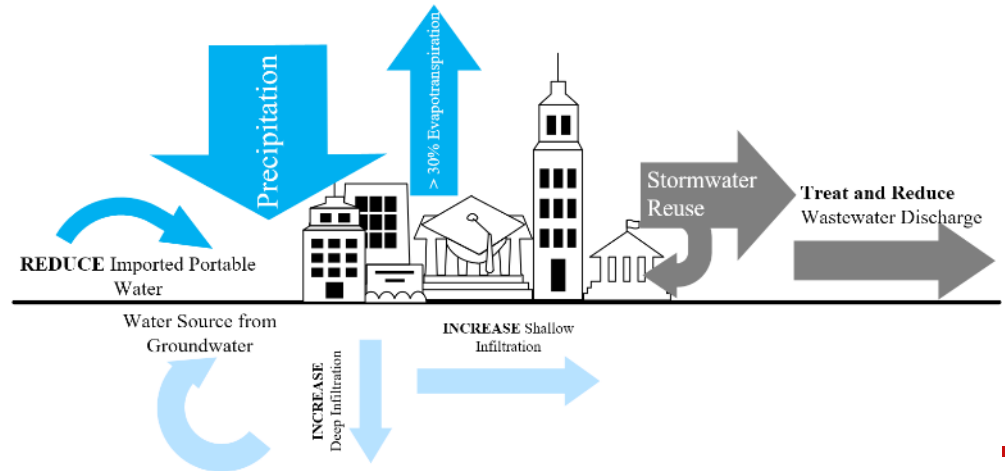 Precipitation
> 30% Evapotranspiration
Stormwater
Reuse
Treat and Reduce
Wastewater Discharge
REDUCE Imported Portable
Water
Water Source from
Groundwater
INCREASE
Deep Infiltration
INCREASE Shallow
Infiltration